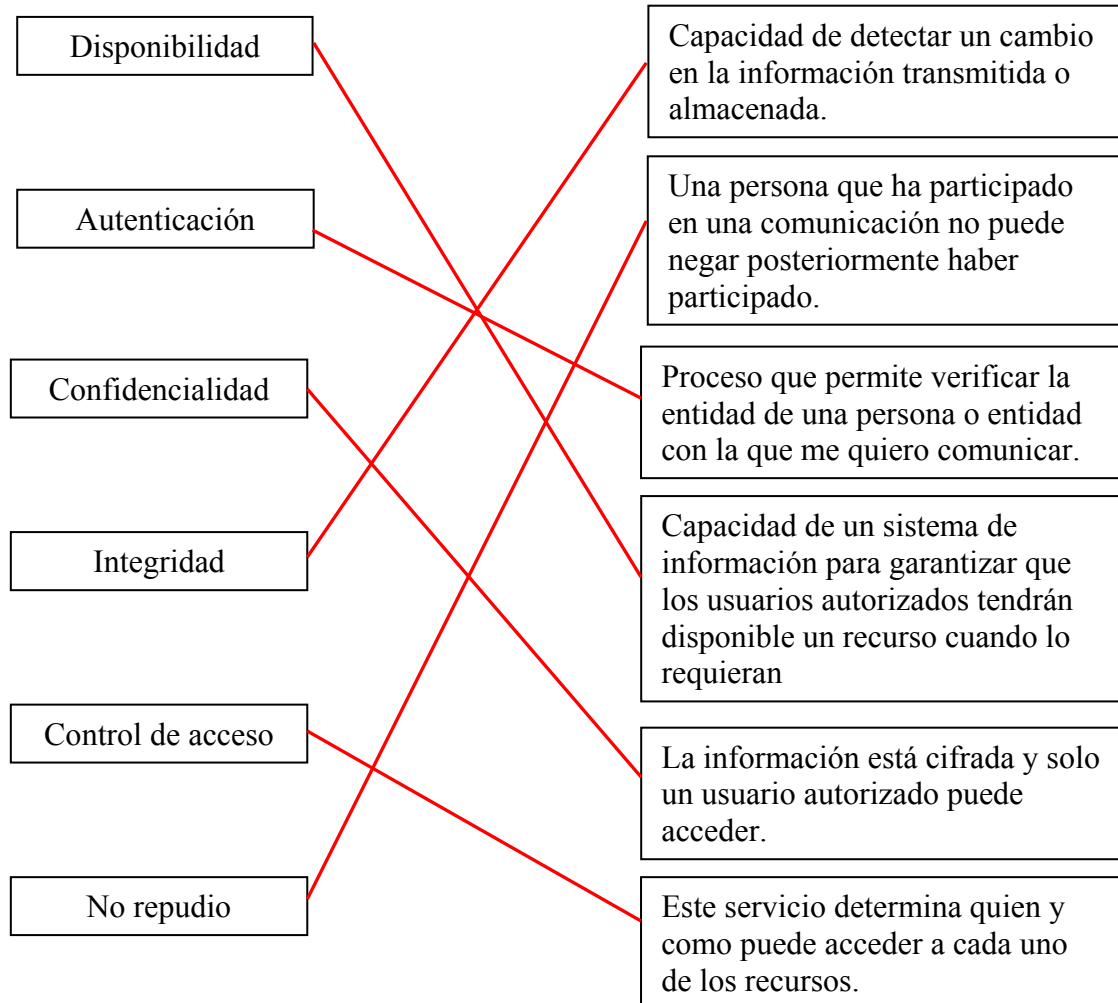 Disponibilidad
Autenticación
Confidencialidad
Integridad
Control de acceso
No repudio
Capacidad de detectar un cambio
en la información transmitida o
almacenada.
Una persona que ha participado
en una comunicación no puede
negar posteriormente haber
participado.
Proceso que permite verificar la
entidad de una persona o entidad
con la que me quiero comunicar.
Capacidad de un sistema de
información para garantizar que
los usuarios autorizados tendrán
disponible un recurso cuando lo
requieran
La información está cifrada y solo
un usuario autorizado puede
acceder.
Este servicio determina quien y
como puede acceder a cada uno
de los recursos.